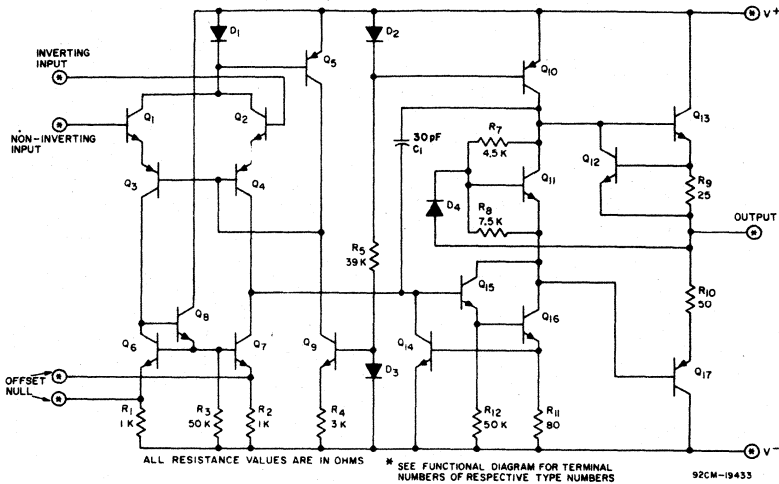 V+
D1
D2
INVERTING
INPUT
Q5
Q10
Q1
Q2
Q13
NON-INVERTING
INPUT
30 pF
C1
R7
4.5 K
Q12
Q3
Q4
Q11
R9
25
D4
R8
7.5 K
OUTPUT
R5
39 K
Q15
R10
50
Q8
Q6
Q7
Q9
Q14
Q16
Q17
D3
OFFSET
NULL
R1
1 K
R3
50 K
R2
1 K
R4
3 K
R12
50 K
R11
80
V-
ALL RESISTANCE VALUES ARE IN OHMS
* SEE FUNCTIONAL DIAGRAM FOR TERMINAL
NUMBERS OF RESPECTIVE TYPE NUMBERS
92CM-19433